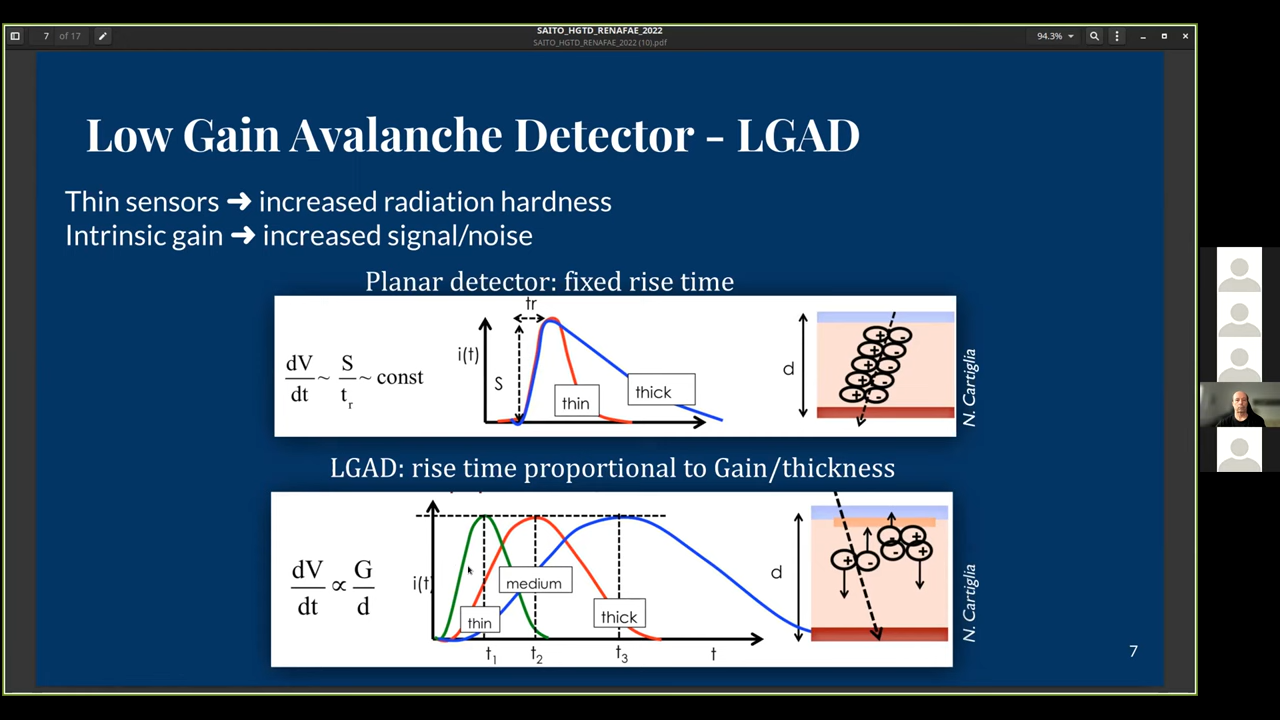 SAITO_HGTD_RENAFAE_2022
SAITO_HGTD_RENAFAE_2022 (10).pdf
7 of 17
94.3%
Low Gain Avalanche Detector - LGAD
Thin sensors ➜ increased radiation hardness
Intrinsic gain ➜ increased signal/noise
Planar detector: fixed rise time
dV/dt ~ S/tr ~ const
tr
i(t)
S
thin
thick
d
+ -
+ -
+ -
+ -
+ -
N. Cartiglia
LGAD: rise time proportional to Gain/thickness
dV/dt ∝ G/d
i(t)
thin
medium
thick
t1 t2 t3 t
d
- +
+ - + -
N. Cartiglia
7